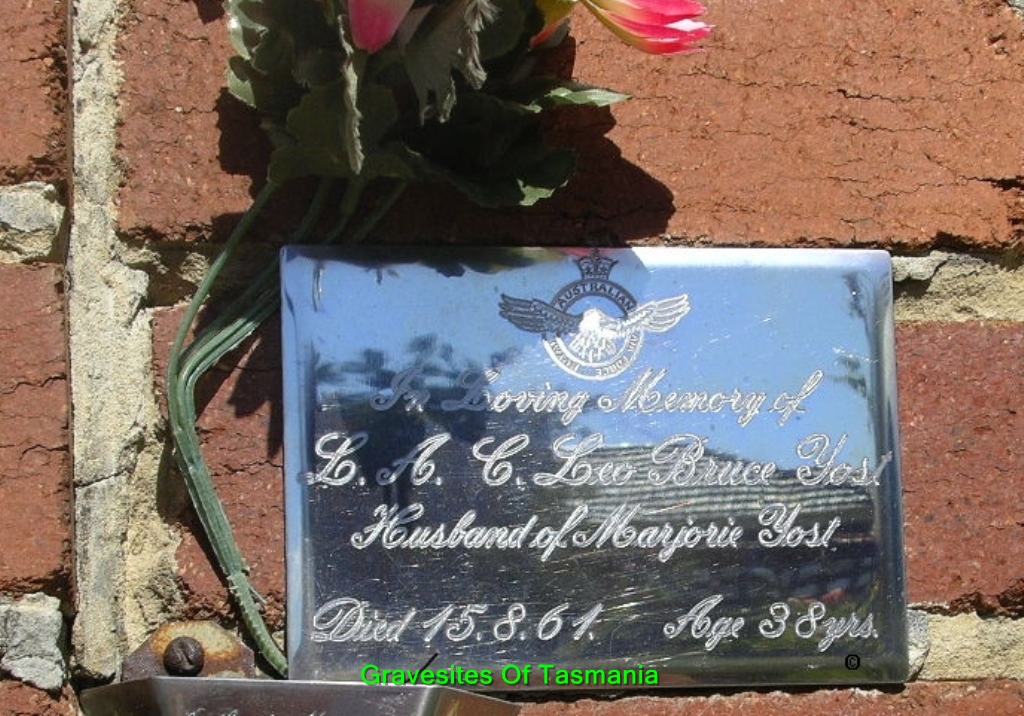 AUSTRALIAN
In Loving Memory of
L. A. C. Leo Bruce Yost
Husband of Marjorie Yost.
Died 15.8.61. Age 38yrs.
©
Gravesites Of Tasmania